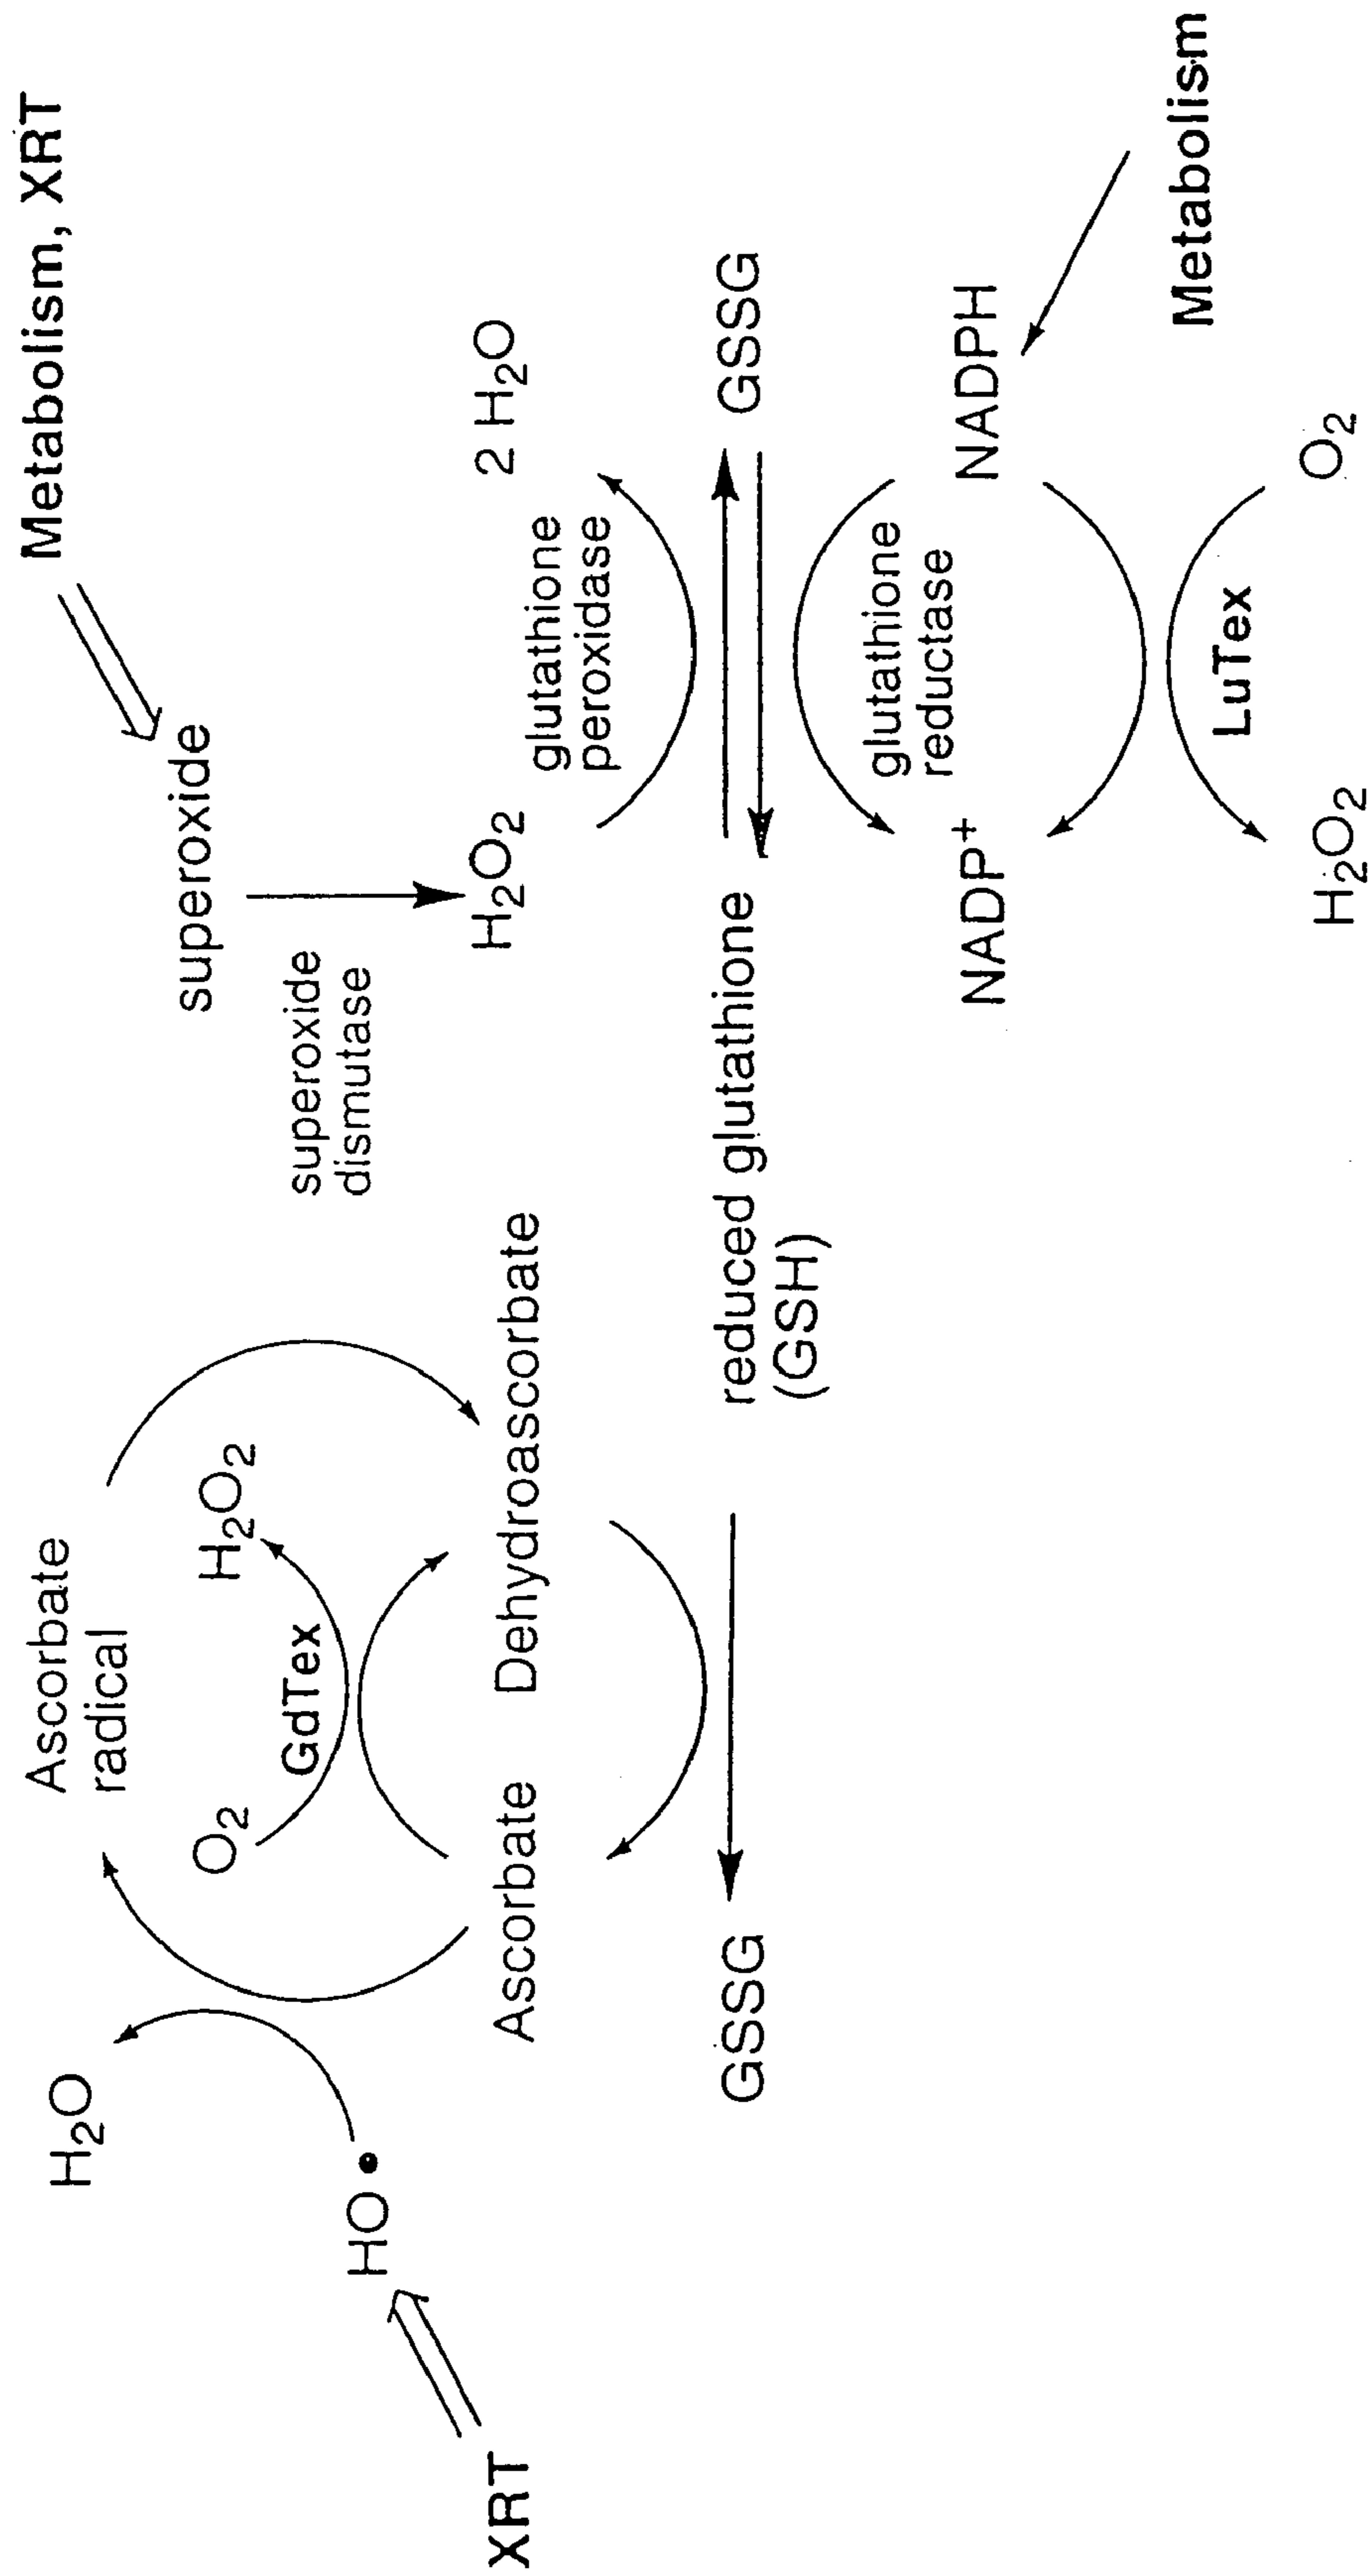 Metabolism, XRT
superoxide
superoxide
dismutase
H₂O₂
glutathione
peroxidase
2 H₂O
Ascorbate
radical
H₂O
O₂
GdTex
H₂O₂
HO•
XRT
Ascorbate
Dehydroascorbate
GSSG
reduced glutathione
(GSH)
GSSG
glutathione
reductase
NADP⁺
NADPH
LuTex
H₂O₂
O₂
Metabolism